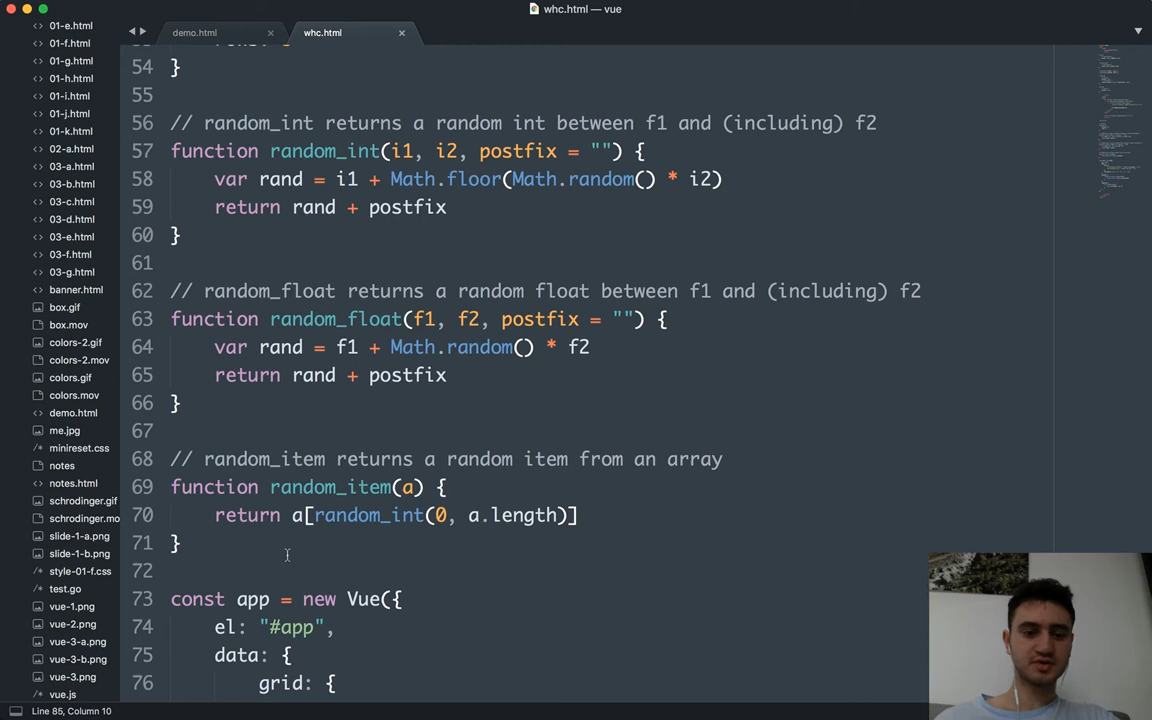 whc.html — vue
01-e.html
01-f.html
01-g.html
01-h.html
01-i.html
01-j.html
01-k.html
02-a.html
03-a.html
03-b.html
03-c.html
03-d.html
03-e.html
03-f.html
03-g.html
banner.html
box.gif
box.mov
colors-2.gif
colors-2.mov
colors.gif
colors.mov
demo.html
me.jpg
minireset.css
notes
notes.html
schrodinger.gif
schrodinger.mo
slide-1-a.png
slide-1-b.png
style-01-f.css
test.go
vue-1.png
vue-2.png
vue-3-a.png
vue-3-b.png
vue-3.png
vue.js
demo.html
whc.html
54 }
55
56 // random_int returns a random int between f1 and (including) f2
57 function random_int(i1, i2, postfix = "") {
58 var rand = i1 + Math.floor(Math.random() * i2)
59 return rand + postfix
60 }
61
62 // random_float returns a random float between f1 and (including) f2
63 function random_float(f1, f2, postfix = "") {
64 var rand = f1 + Math.random() * f2
65 return rand + postfix
66 }
67
68 // random_item returns a random item from an array
69 function random_item(a) {
70 return a[random_int(0, a.length)]
71 }
72
73 const app = new Vue({
74 el: "#app",
75 data: {
76 grid: {
Line 85, Column 10